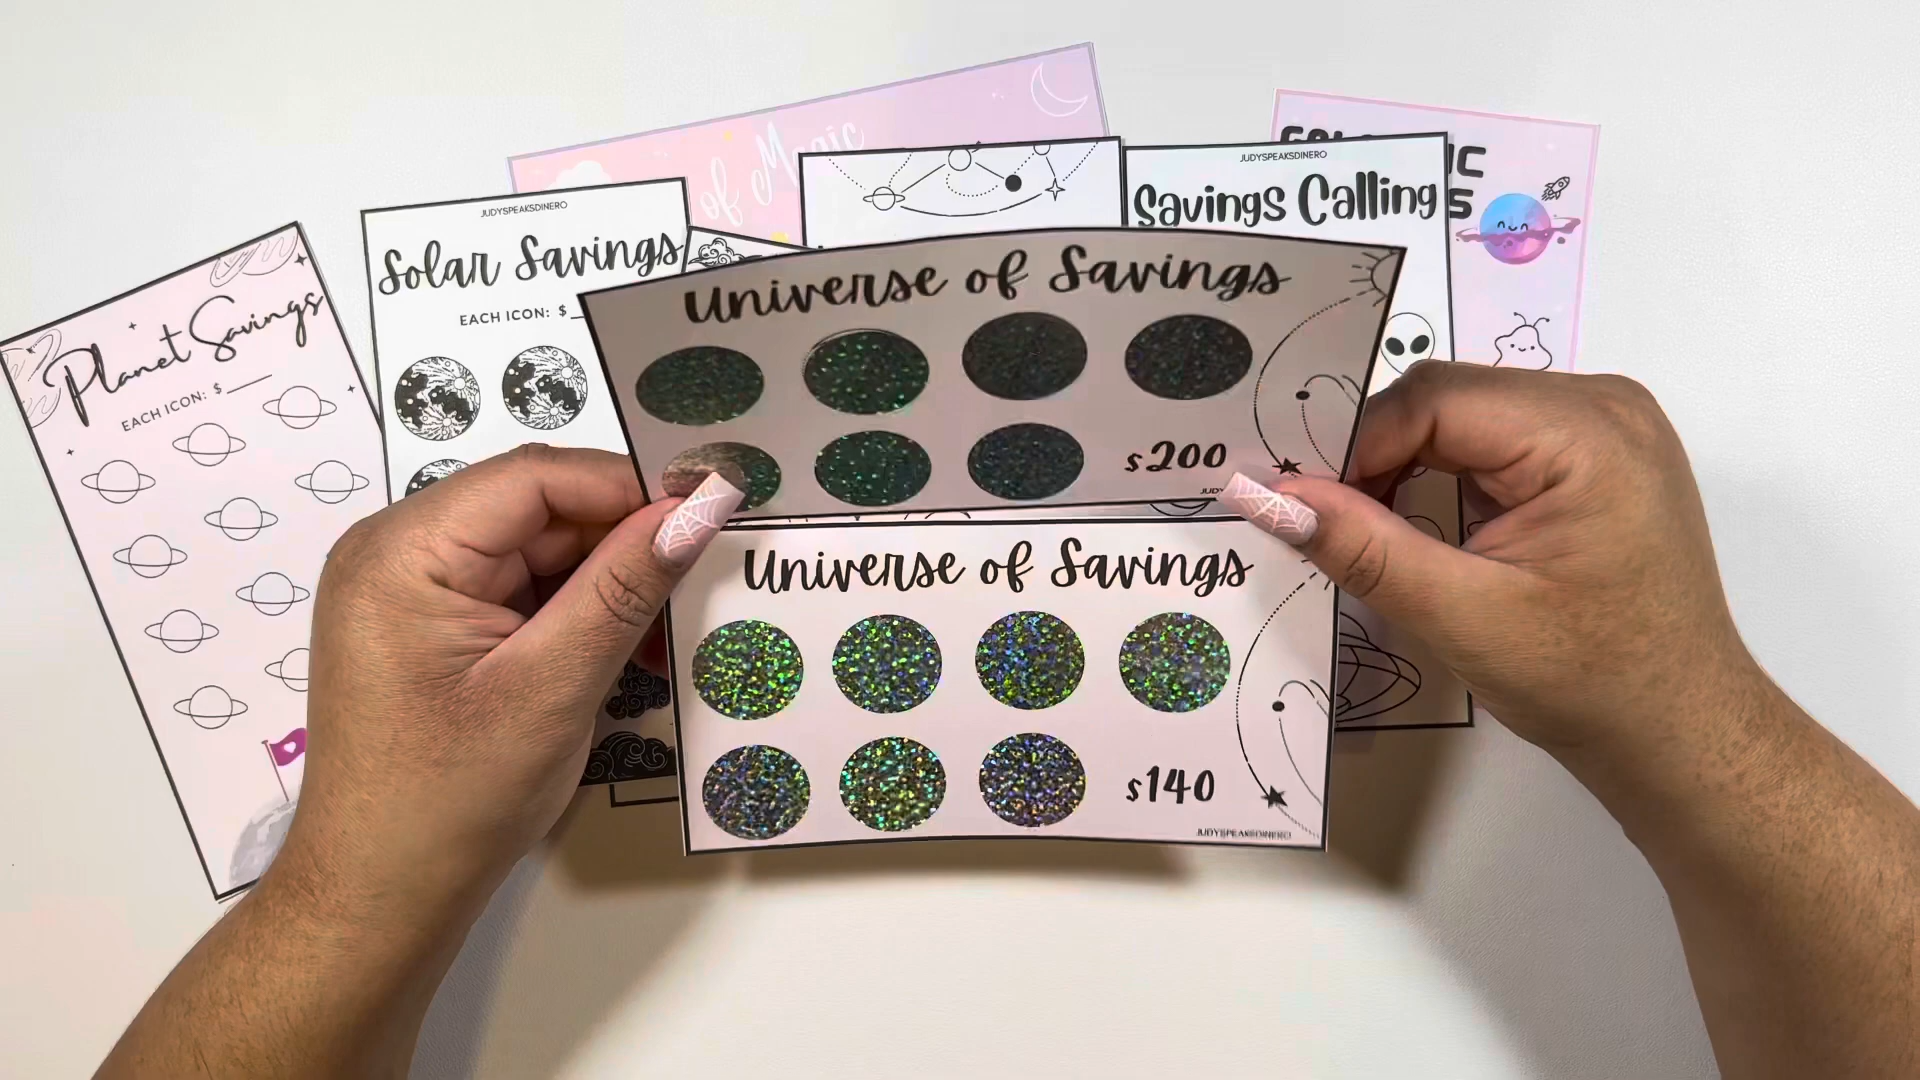 of Magic
JUDYSPEAKSDINERO
Savings Calling
JUDYSPEAKSDINERO
Solar Savings
EACH ICON: $
Planet Savings
EACH ICON: $____
Universe of Savings
$200
Universe of Savings
$140
JUDYSPEAKSDINERO